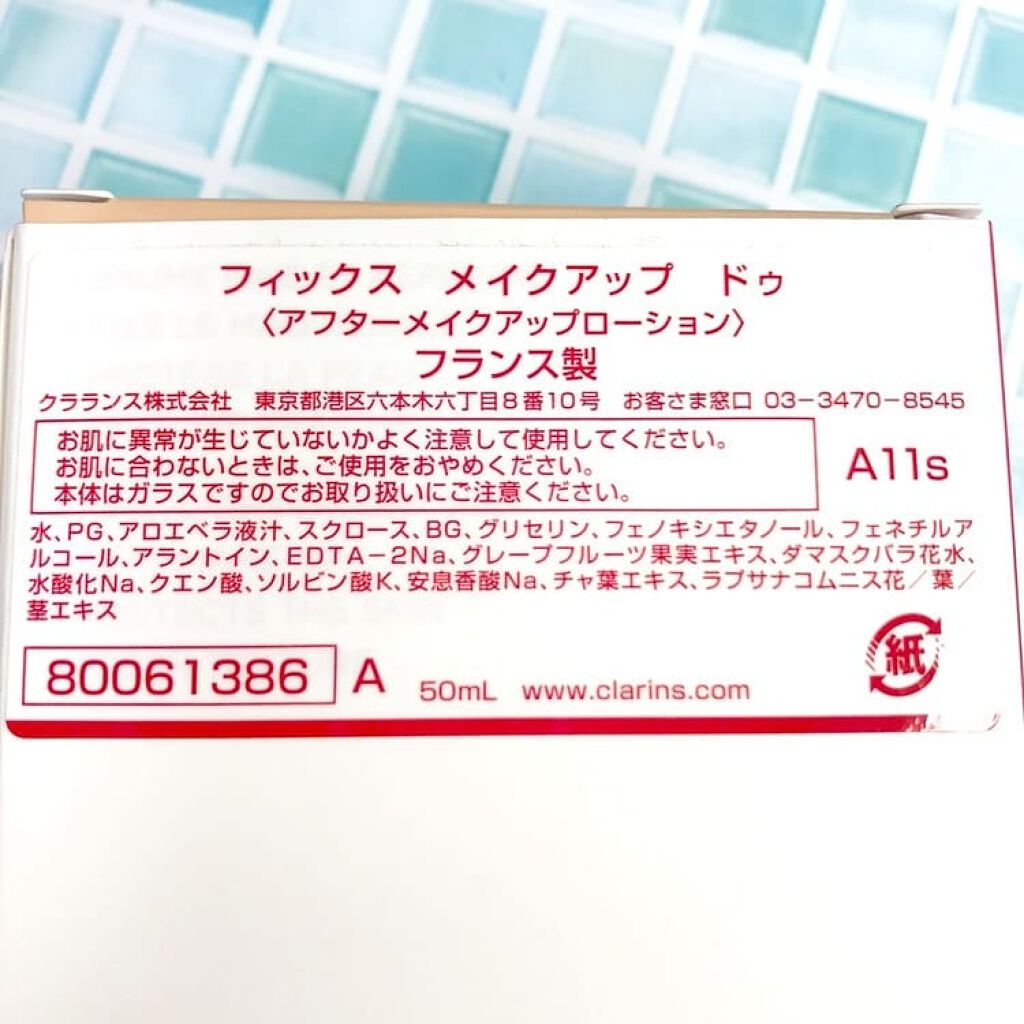 フィックス メイクアップ ドゥ
〈アフターメイクアップローション〉
フランス製
クラランス株式会社 東京都港区六本木六丁目8番10号 お客さま窓口 03-3470-8545
お肌に異常が生じていないかよく注意して使用してください。
お肌に合わないときは、ご使用をおやめください。
本体はガラスですのでお取り扱いにご注意ください。
A11s
水、PG、アロエベラ液汁、スクロース、BG、グリセリン、フェノキシエタノール、フェネチルア
ルコール、アラントイン、EDTA-2Na、グレープフルーツ果実エキス、ダマスクバラ花水、
水酸化Na、クエン酸、ソルビン酸K、安息香酸Na、チャ葉エキス、ラプサナコムニス花/葉/
茎エキス
紙
80061386 A 50mL www.clarins.com